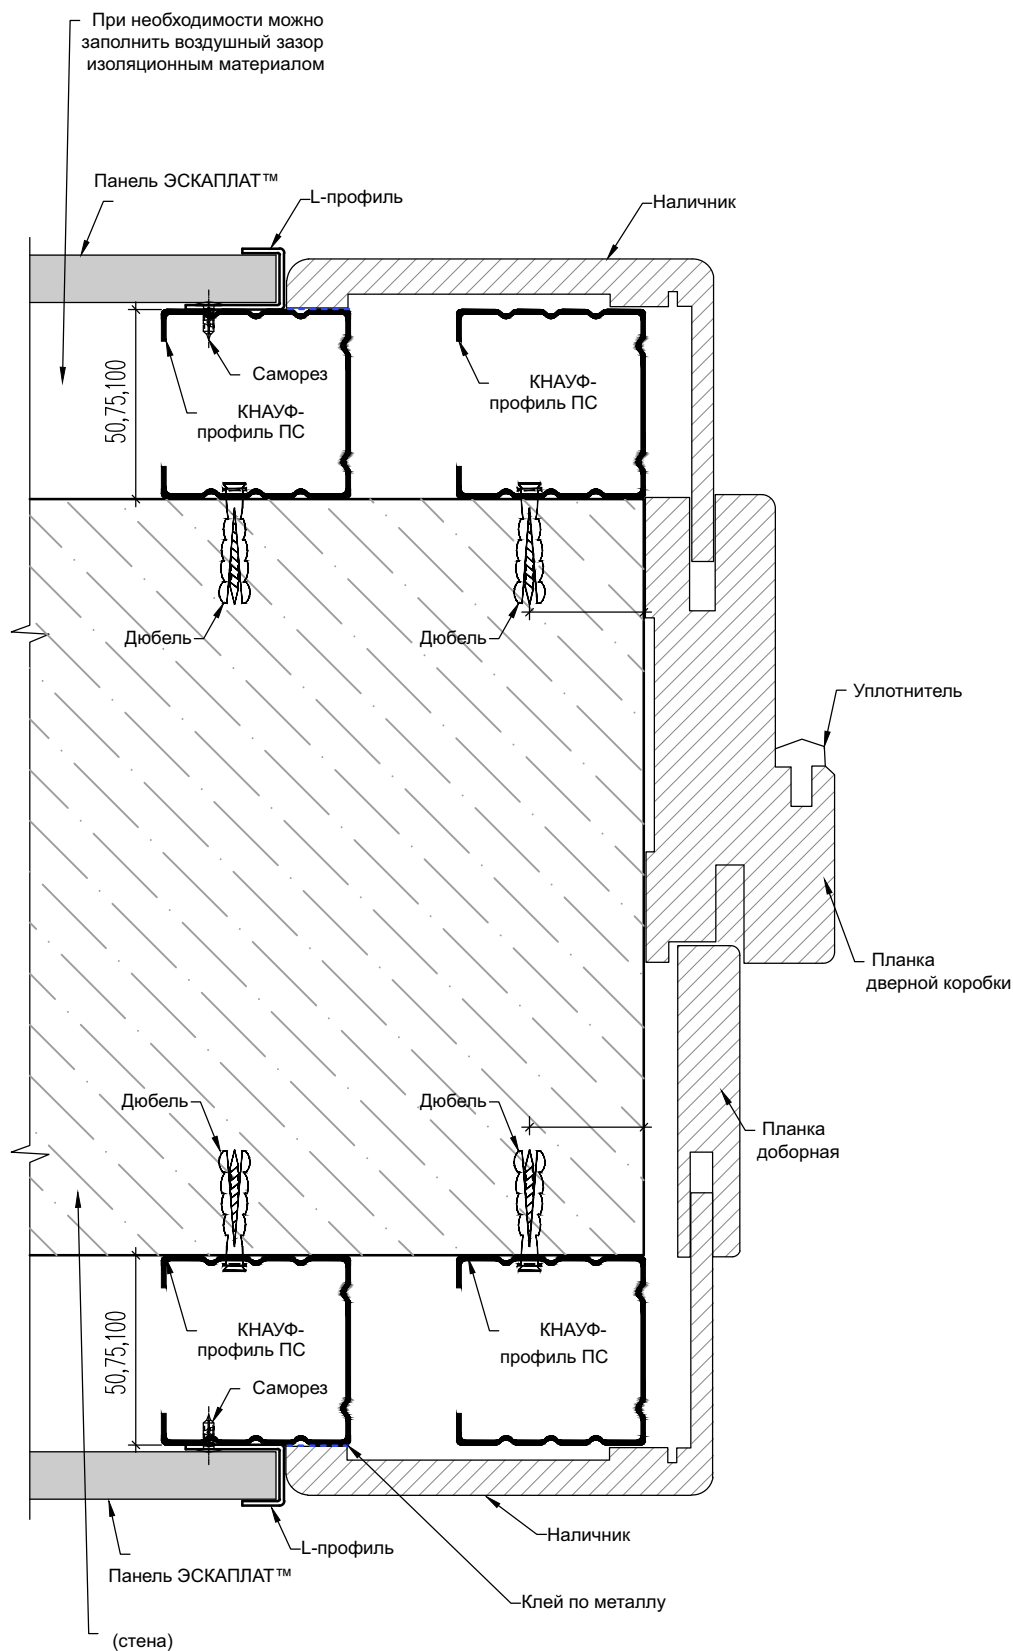 При необходимости можно
заполнить воздушный зазор
изоляционным материалом
Панель ЭСКАПЛАТ™
L-профиль
Наличник
50,75,100
Саморез
КНАУФ-
профиль ПС
КНАУФ-
профиль ПС
Дюбель
Дюбель
Уплотнитель
Планка
дверной коробки
Дюбель
Дюбель
Планка
доборная
50,75,100
КНАУФ-
профиль ПС
КНАУФ-
профиль ПС
Саморез
Наличник
L-профиль
Панель ЭСКАПЛАТ™
Клей по металлу
(стена)